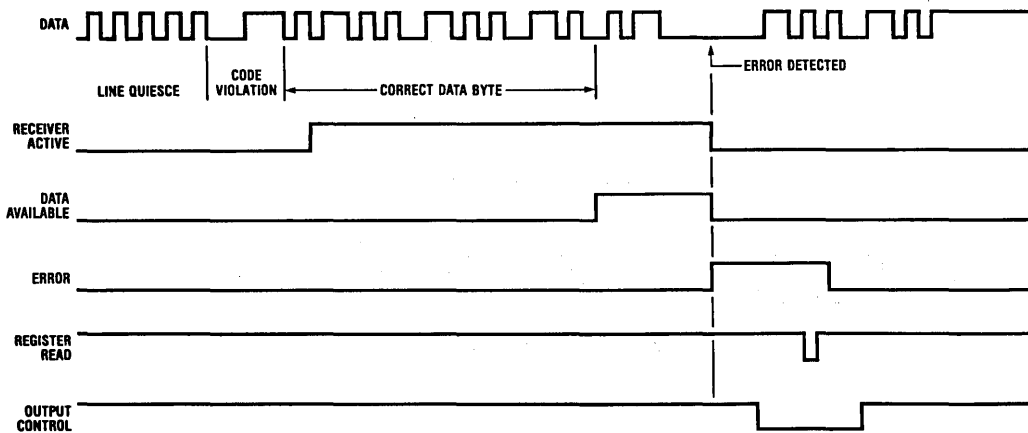 DATA
ERROR DETECTED
LINE QUIESCE
CODE
VIOLATION
CORRECT DATA BYTE
RECEIVER
ACTIVE
DATA
AVAILABLE
ERROR
REGISTER
READ
OUTPUT
CONTROL